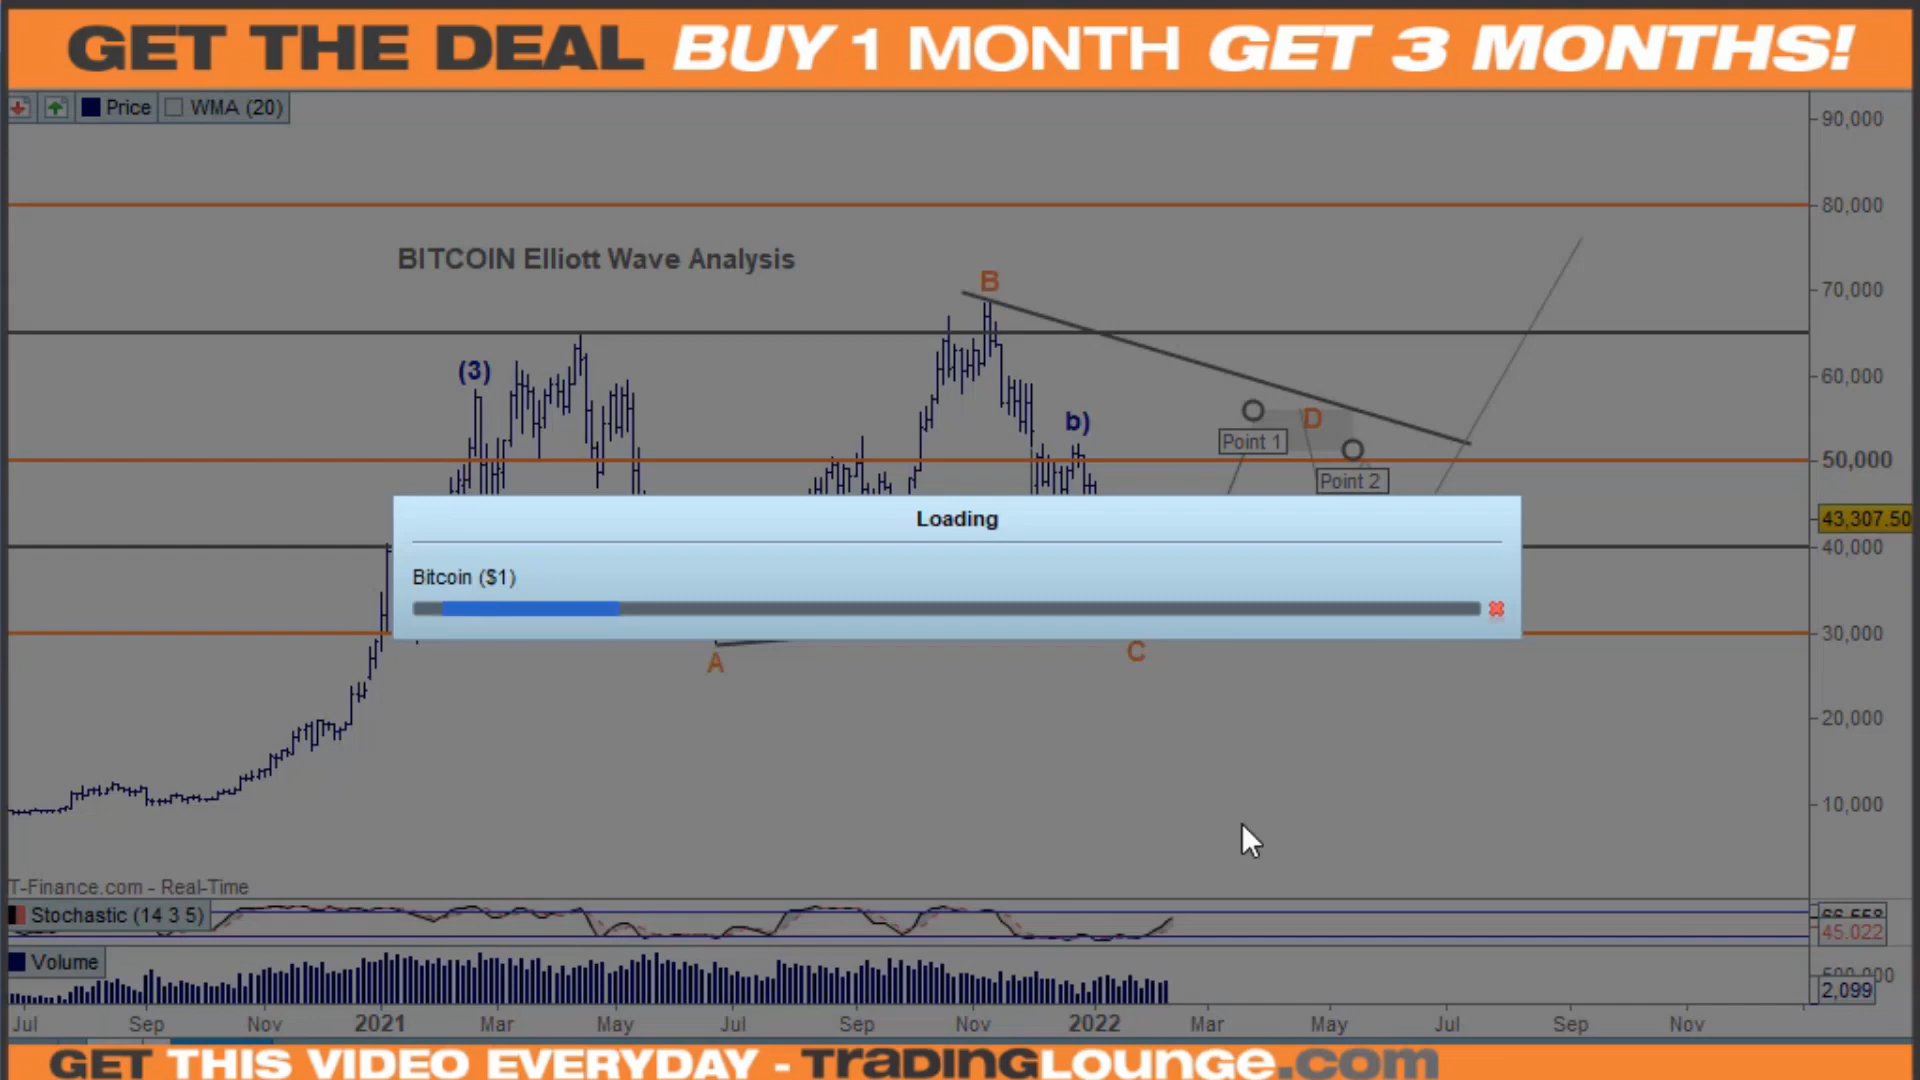 GET THE DEAL BUY 1 MONTH GET 3 MONTHS!
Price WMA (20)
90,000
80,000
BITCOIN Elliott Wave Analysis
B
70,000
(3)
60,000
b)
D
Point 1
50,000
Point 2
Loading
43,307.50
40,000
Bitcoin ($1)
30,000
A
C
20,000
10,000
T-Finance.com - Real-Time
Stochastic (14 3 5)
66.558
45.022
Volume
2,099
Jul Sep Nov 2021 Mar May Jul Sep Nov 2022 Mar May Jul Sep Nov
GET THIS VIDEO EVERYDAY - TradingLounge.com